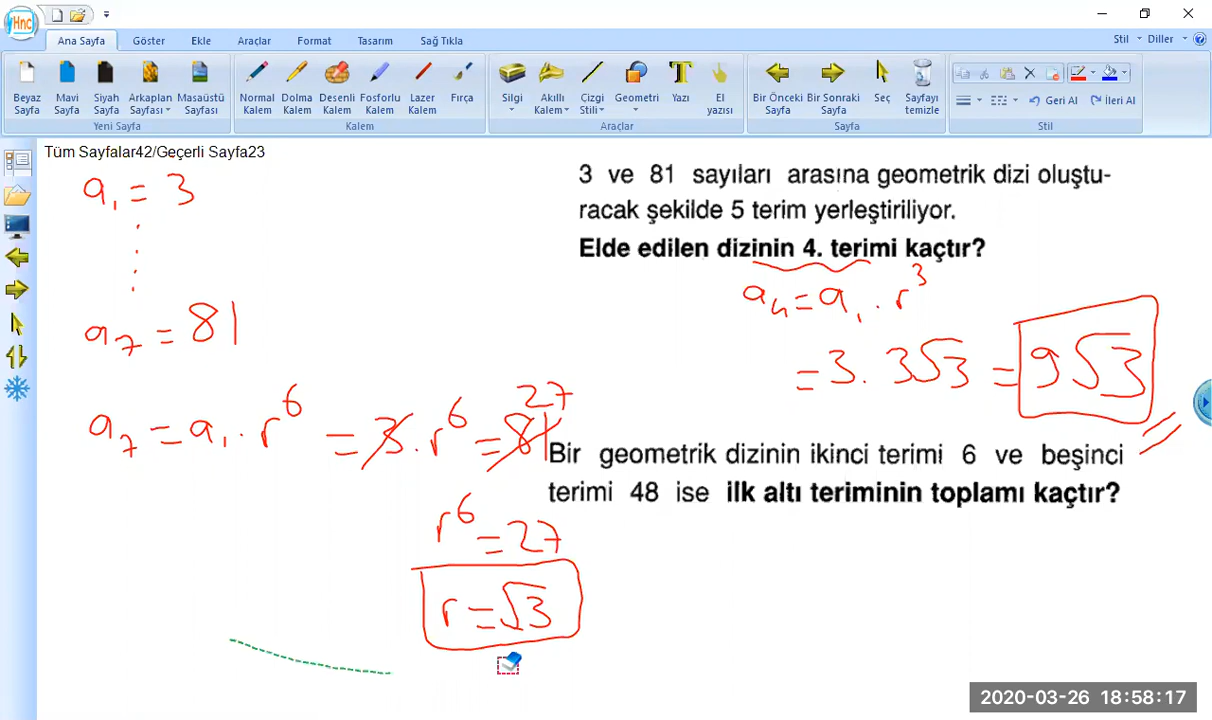 Hnc
Ana Sayfa Göster Ekle Araçlar Format Tasarım Sağ Tıkla
Stil Diller
Beyaz Sayfa
Mavi Sayfa
Siyah Sayfa
Arkaplan Sayfası
Masaüstü Sayfası
Normal Kalem
Dolma Kalem
Desenli Kalem
Fosforlu Kalem
Lazer Kalem
Fırça
Silgi
Akıllı Kalem
Çizgi Stili
Geometri
Yazı
El yazısı
Bir Önceki Sayfa
Bir Sonraki Sayfa
Seç
Sayfayı temizle
Geri Al
İleri Al
Yeni Sayfa Kalem Araçlar Sayfa Stil
Tüm Sayfalar42/Geçerli Sayfa23
a₁ = 3
a₇ = 81
a₇ = a₁ . r⁶ = 3 . r⁶ = 81
27
r⁶ = 27
r = √3
3 ve 81 sayıları arasına geometrik dizi oluştu-
racak şekilde 5 terim yerleştiriliyor.
Elde edilen dizinin 4. terimi kaçtır?
a₄ = a₁ . r³
= 3 . 3√3 = 9√3
Bir geometrik dizinin ikinci terimi 6 ve beşinci
terimi 48 ise ilk altı teriminin toplamı kaçtır?
2020-03-26 18:58:17